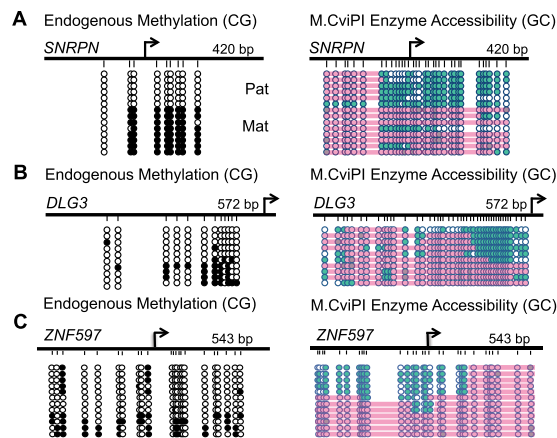 A
Endogenous Methylation (CG)
M.CviPI Enzyme Accessibility (GC)
SNRPN
420 bp
SNRPN
420 bp
Pat
Mat
B
Endogenous Methylation (CG)
M.CviPI Enzyme Accessibility (GC)
DLG3
572 bp
DLG3
572 bp
C
Endogenous Methylation (CG)
M.CviPI Enzyme Accessibility (GC)
ZNF597
543 bp
ZNF597
543 bp